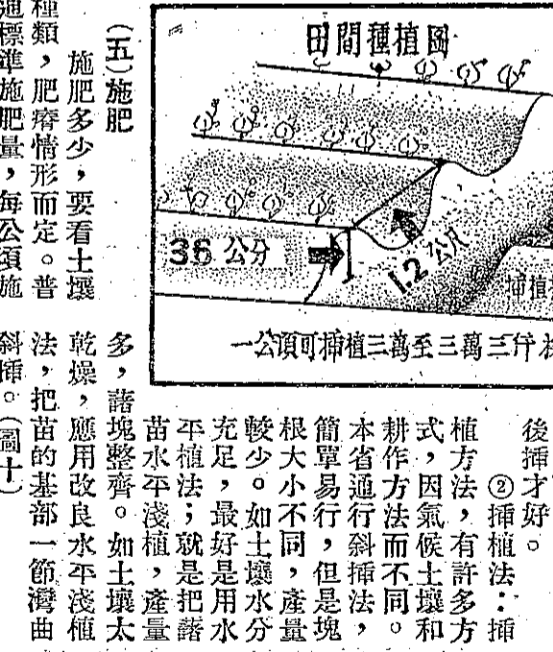 田間種植圖
36 公分
1.2公尺
插植
一公頃可插植三萬至三萬三仟株
後插才好。
②插植法：插
植方法，有許多方
式，因氣候土壤和
耕作方法而不同。
本省通行斜插法，
簡單易行，但是塊
根大小不同，產量
較少。如土壤水分
充足，最好是用水
平植法；就是把藷
苗水平淺植，產量
多，藷塊整齊。如土壤太
乾燥，應用改良水平淺植
法，把苗的基部一節灣曲
斜插。（圖十）
（五）施肥
施肥多少，要看土壤
種類，肥瘠情形而定。普
通標準施肥量，每公頃施